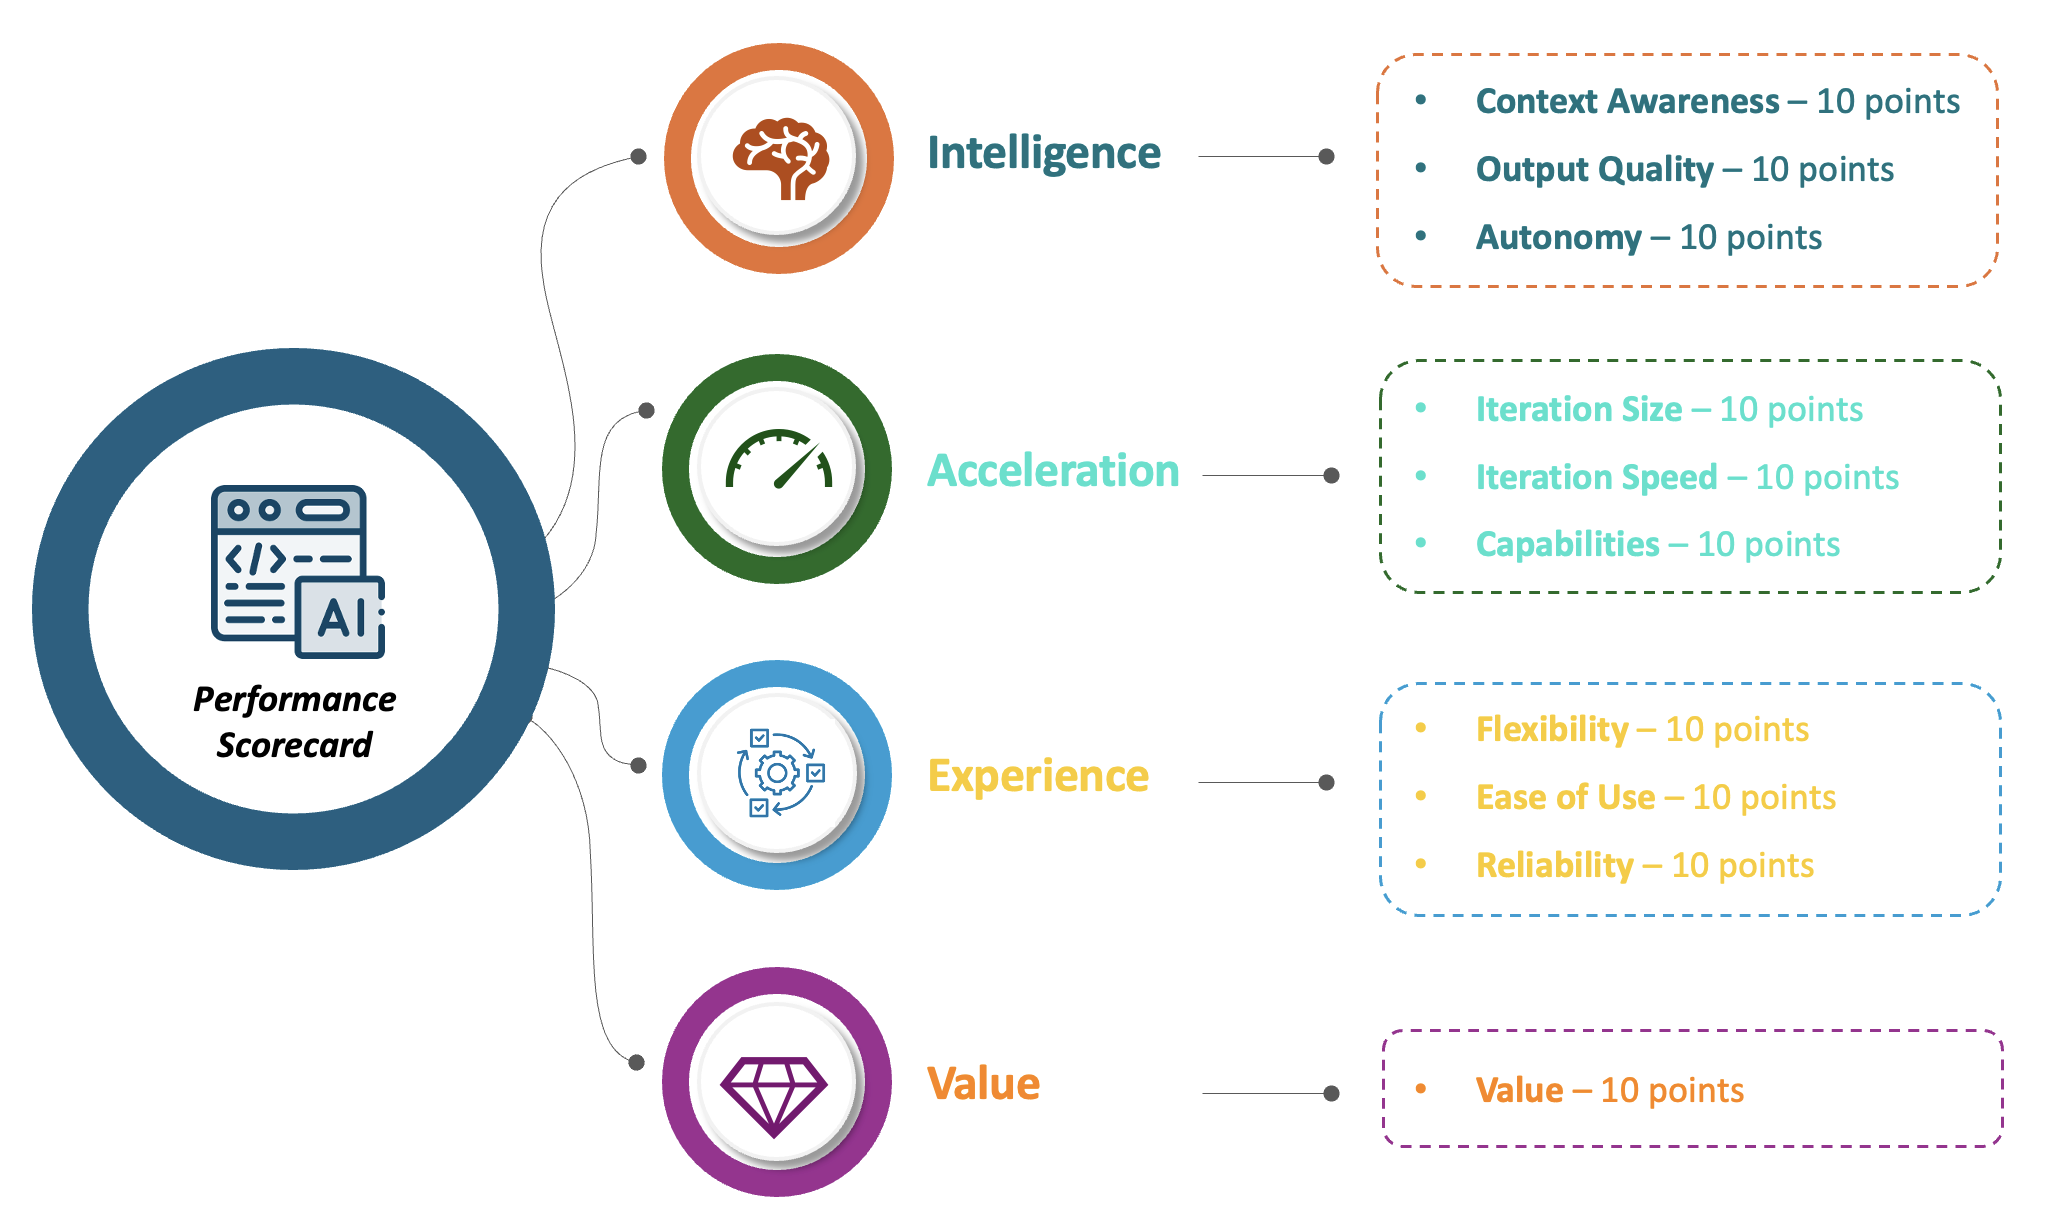 </> 
AI
Performance
Scorecard
Intelligence
• Context Awareness – 10 points
• Output Quality – 10 points
• Autonomy – 10 points
Acceleration
• Iteration Size – 10 points
• Iteration Speed – 10 points
• Capabilities – 10 points
Experience
• Flexibility – 10 points
• Ease of Use – 10 points
• Reliability – 10 points
Value
• Value – 10 points